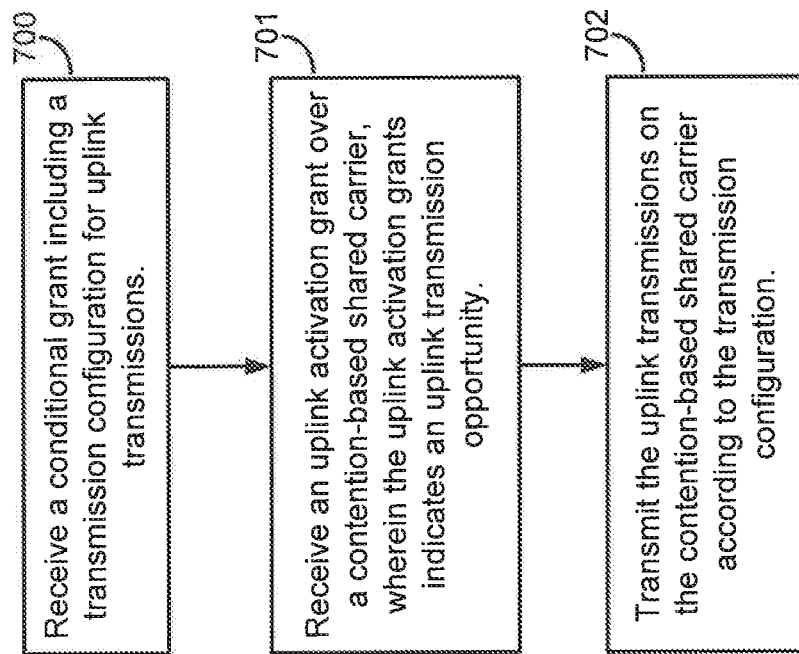 700
Receive a conditional grant including a
transmission configuration for uplink
transmissions.
701
Receive an uplink activation grant over
a contention-based shared carrier,
wherein the uplink activation grants
indicates an uplink transmission
opportunity.
702
Transmit the uplink transmissions on
the contention-based shared carrier
according to the transmission
configuration.